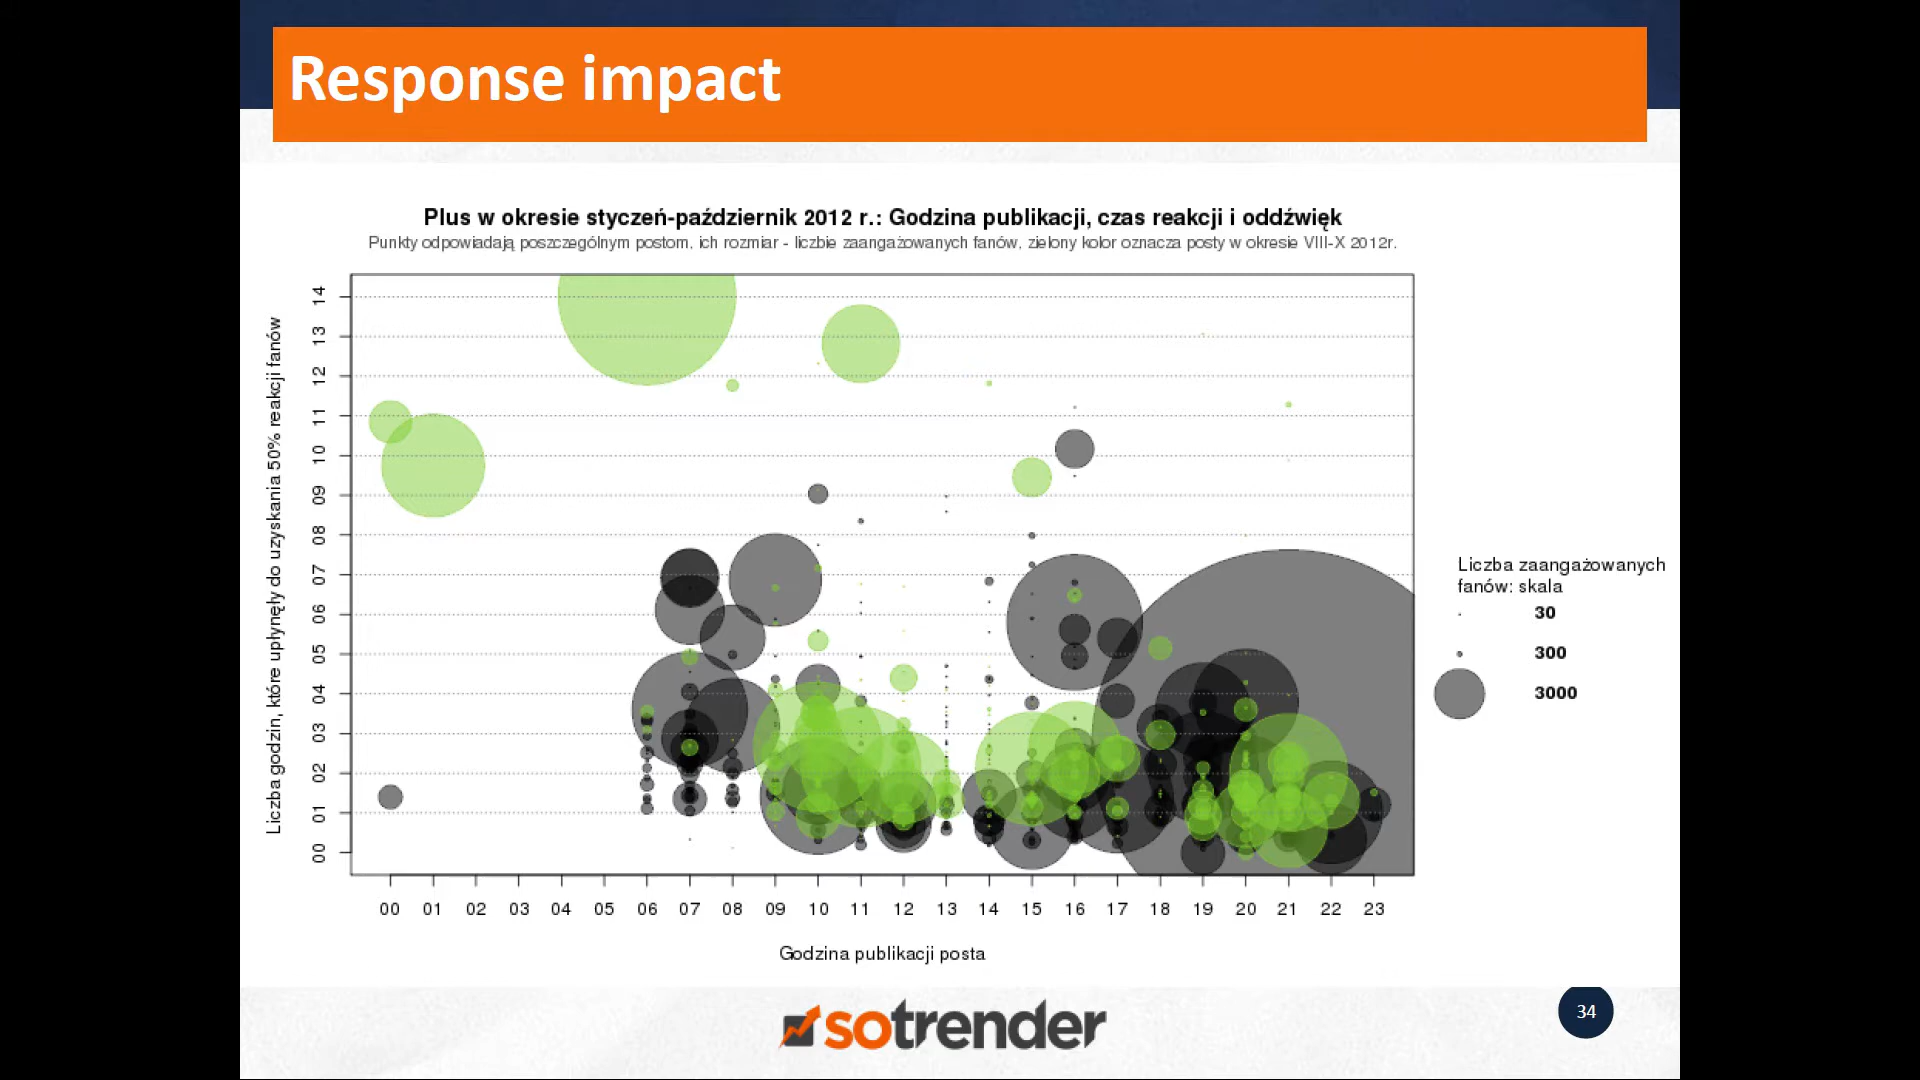 Response impact
Plus w okresie styczeń-październik 2012 r.: Godzina publikacji, czas reakcji i oddźwięk
Punkty odpowiadają poszczególnym postom, ich rozmiar - liczbie zaangażowanych fanów, zielony kolor oznacza posty w okresie VIII-X 2012r.
Liczba godzin, które upłynęły do uzyskania 50% reakcji fanów
14
13
12
11
10
09
08
07
06
05
04
03
02
01
00
00 01 02 03 04 05 06 07 08 09 10 11 12 13 14 15 16 17 18 19 20 21 22 23
Godzina publikacji posta
Liczba zaangażowanych
fanów: skala
30
300
3000
sotrender
34